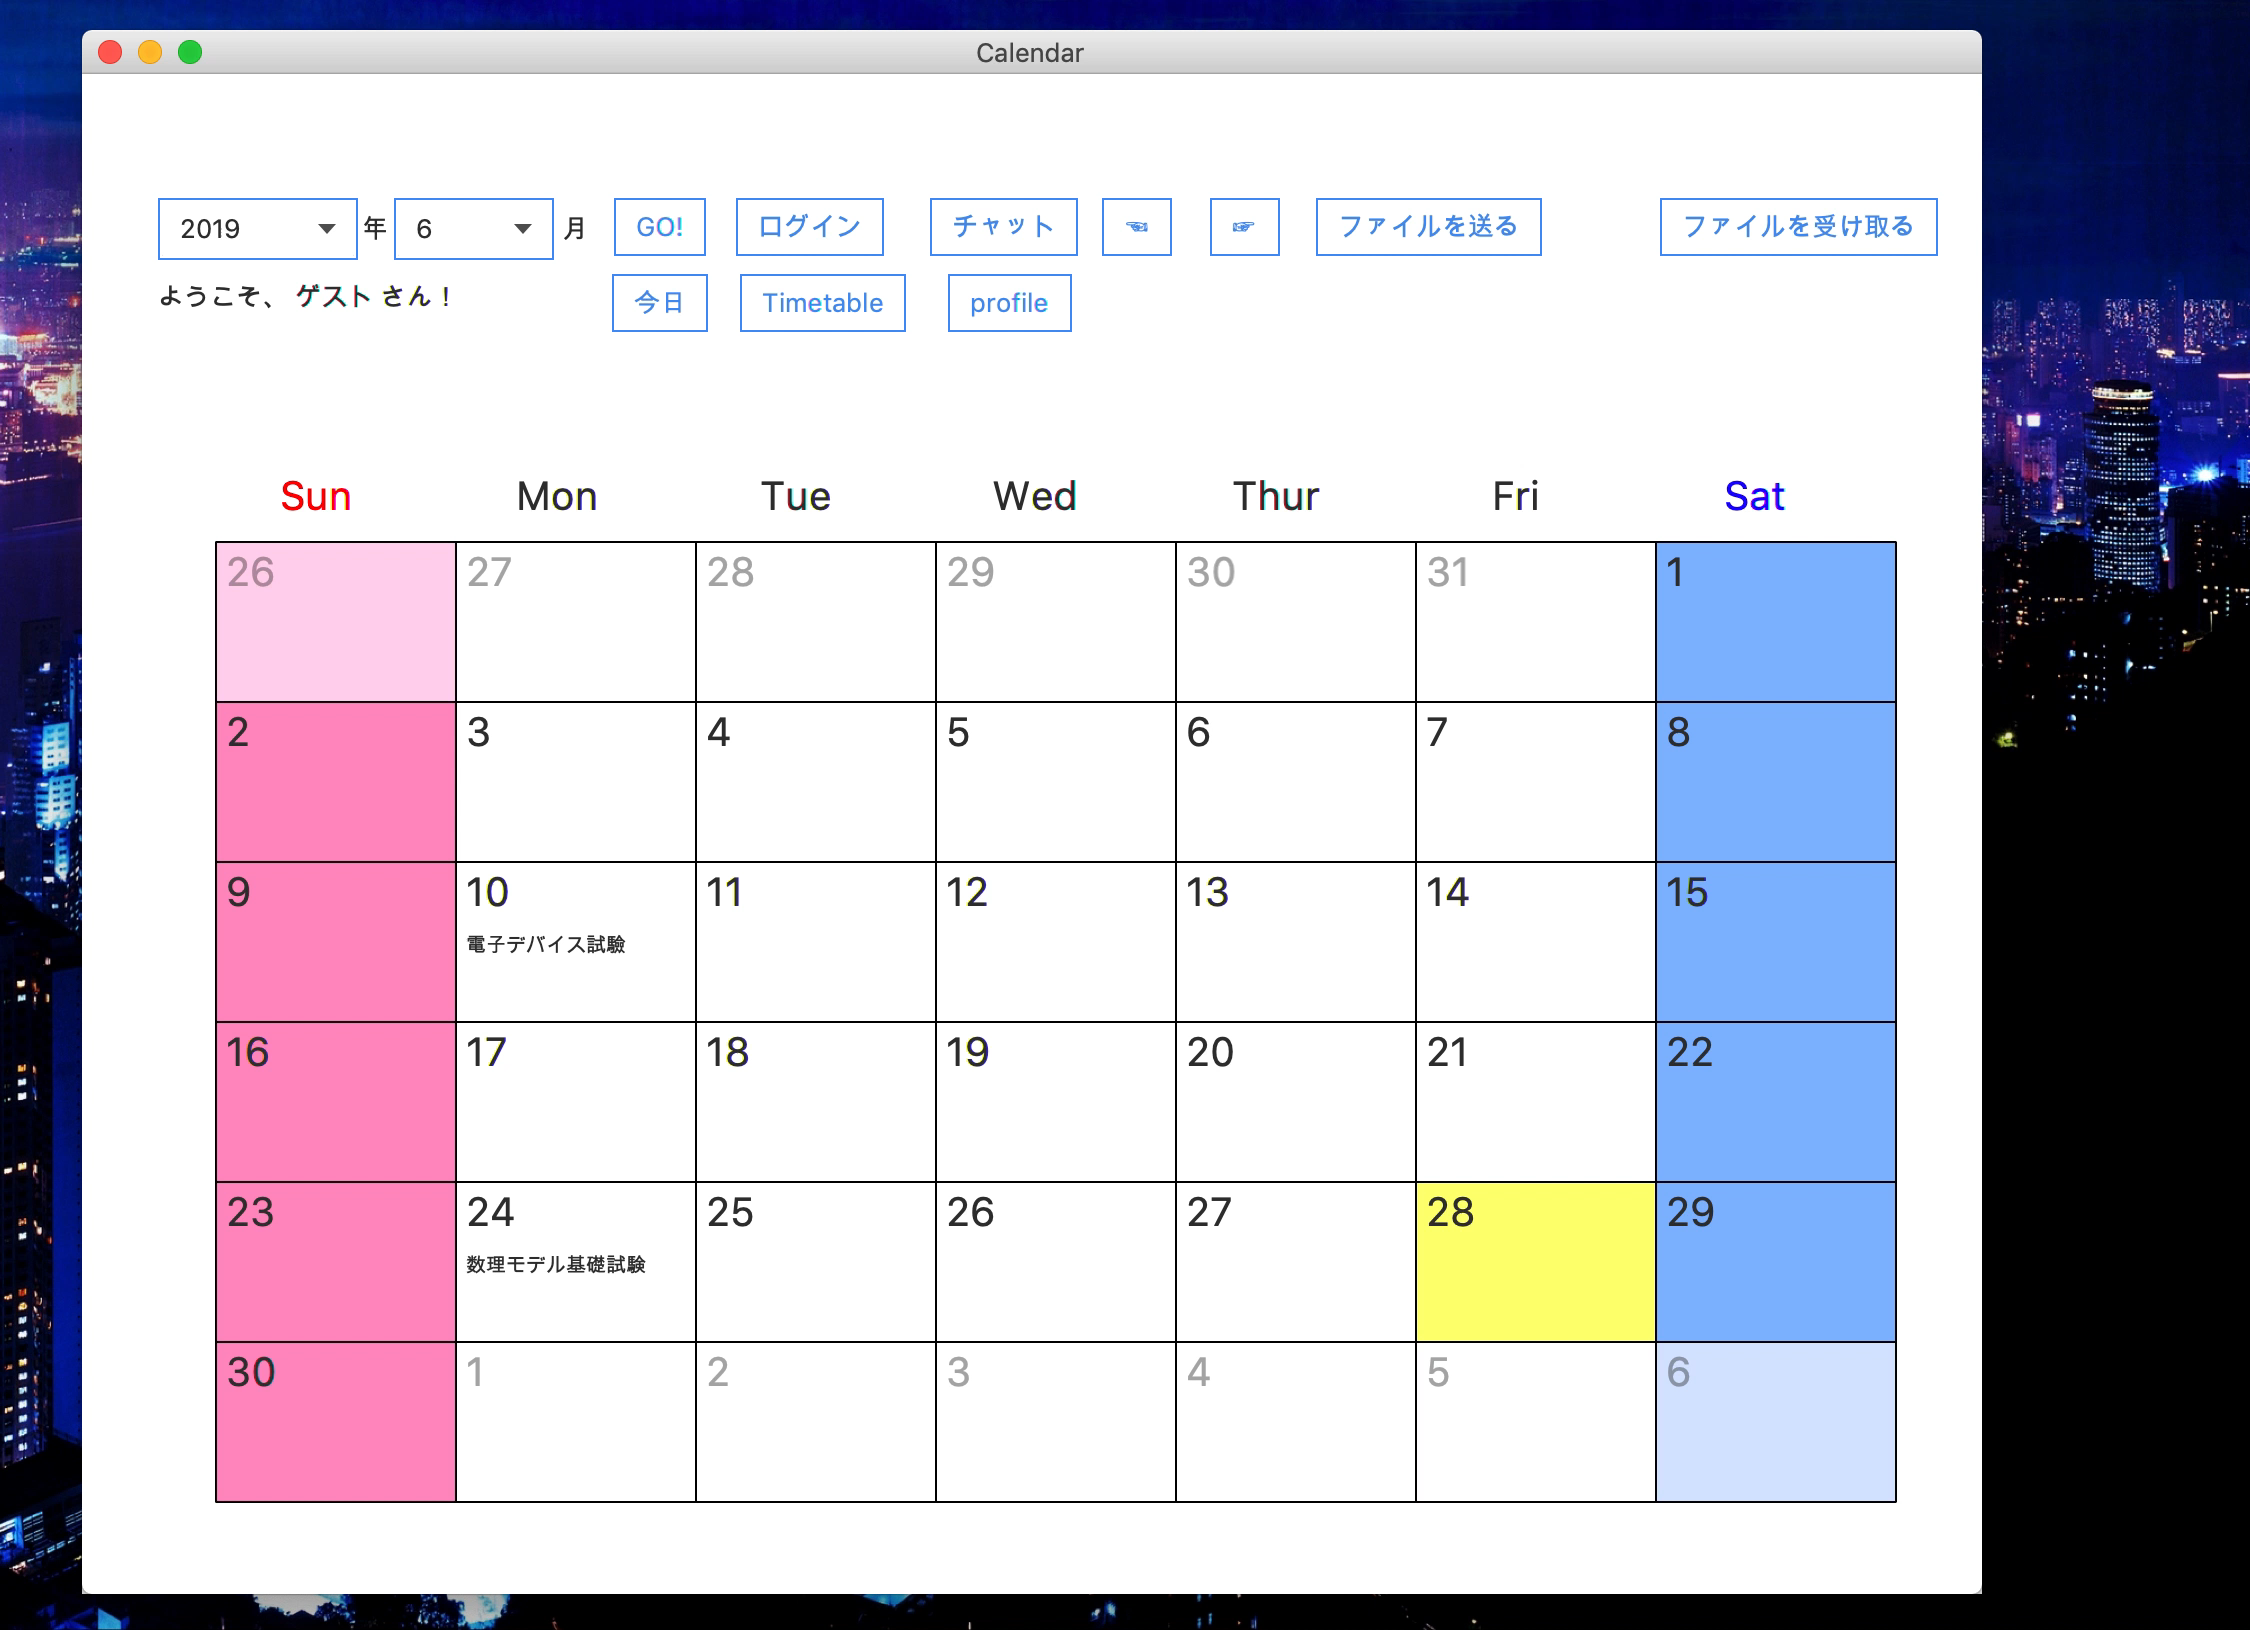 Calendar
2019 年 6 月 GO! ログイン チャット ☜ ☞ ファイルを送る ファイルを受け取る
ようこそ、 ゲスト さん！ 今日 Timetable profile
Sun Mon Tue Wed Thur Fri Sat
26 27 28 29 30 31 1
2 3 4 5 6 7 8
9 10 11 12 13 14 15
電子デバイス試験
16 17 18 19 20 21 22
23 24 25 26 27 28 29
数理モデル基礎試験
30 1 2 3 4 5 6